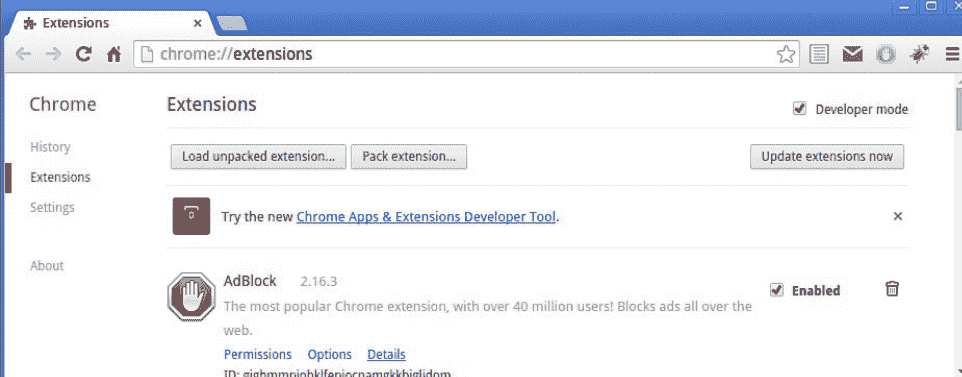 Extensions
chrome://extensions
Chrome
Extensions
Developer mode
History
Extensions
Settings
About
Load unpacked extension...
Pack extension...
Update extensions now
Try the new Chrome Apps & Extensions Developer Tool.
AdBlock 2.16.3
Enabled
The most popular Chrome extension, with over 40 million users! Blocks ads all over the
web.
Permissions Options Details
ID: